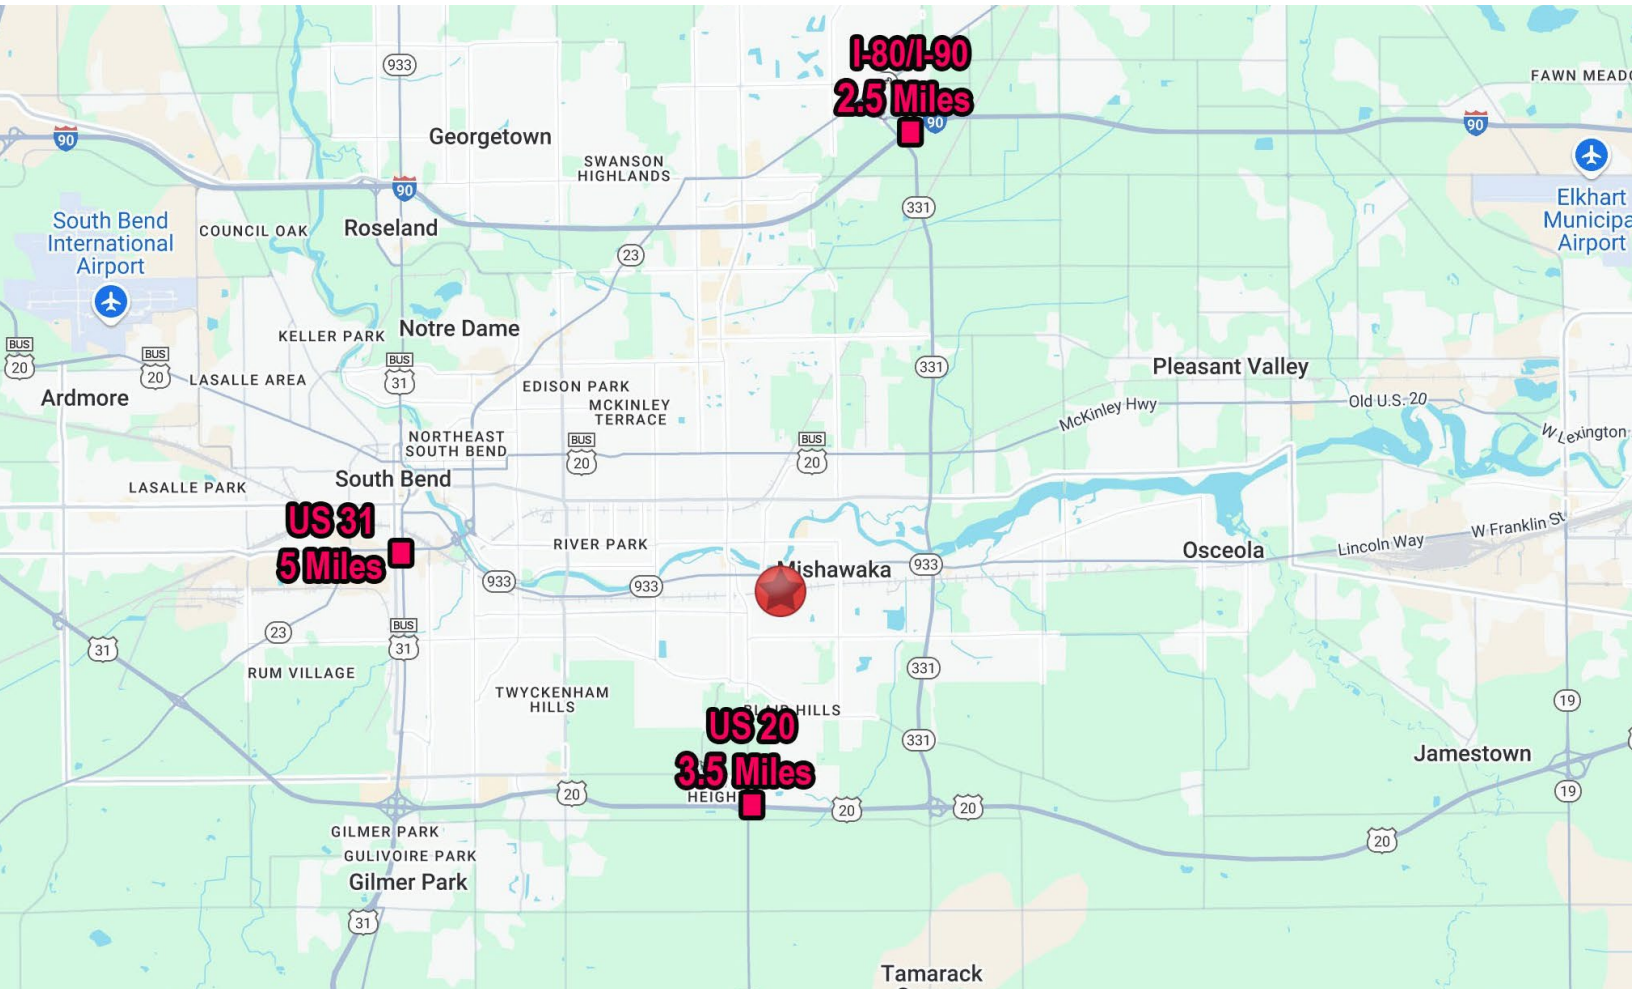 I-80/I-90
2.5 Miles
933
FAWN MEADO
90
90
90
90
Georgetown
SWANSON
HIGHLANDS
331
South Bend
International
Airport
COUNCIL OAK
Roseland
23
Elkhart
Municipa
Airport
KELLER PARK
Notre Dame
BUS
20
BUS
20
BUS
31
331
Pleasant Valley
Ardmore
LASALLE AREA
EDISON PARK
MCKINLEY
TERRACE
McKinley Hwy
Old U.S. 20
W Lexington
NORTHEAST
SOUTH BEND
BUS
20
BUS
20
South Bend
LASALLE PARK
US 31
5 Miles
RIVER PARK
W Franklin St
Lincoln Way
Osceola
Mishawaka
933
933
933
23
31
BUS
31
RUM VILLAGE
331
TWYCKENHAM
HILLS
BLAIR HILLS
US 20
3.5 Miles
HEIGH
331
19
Jamestown
19
20
20
20
20
GILMER PARK
GULIVOIRE PARK
Gilmer Park
31
Tamarack